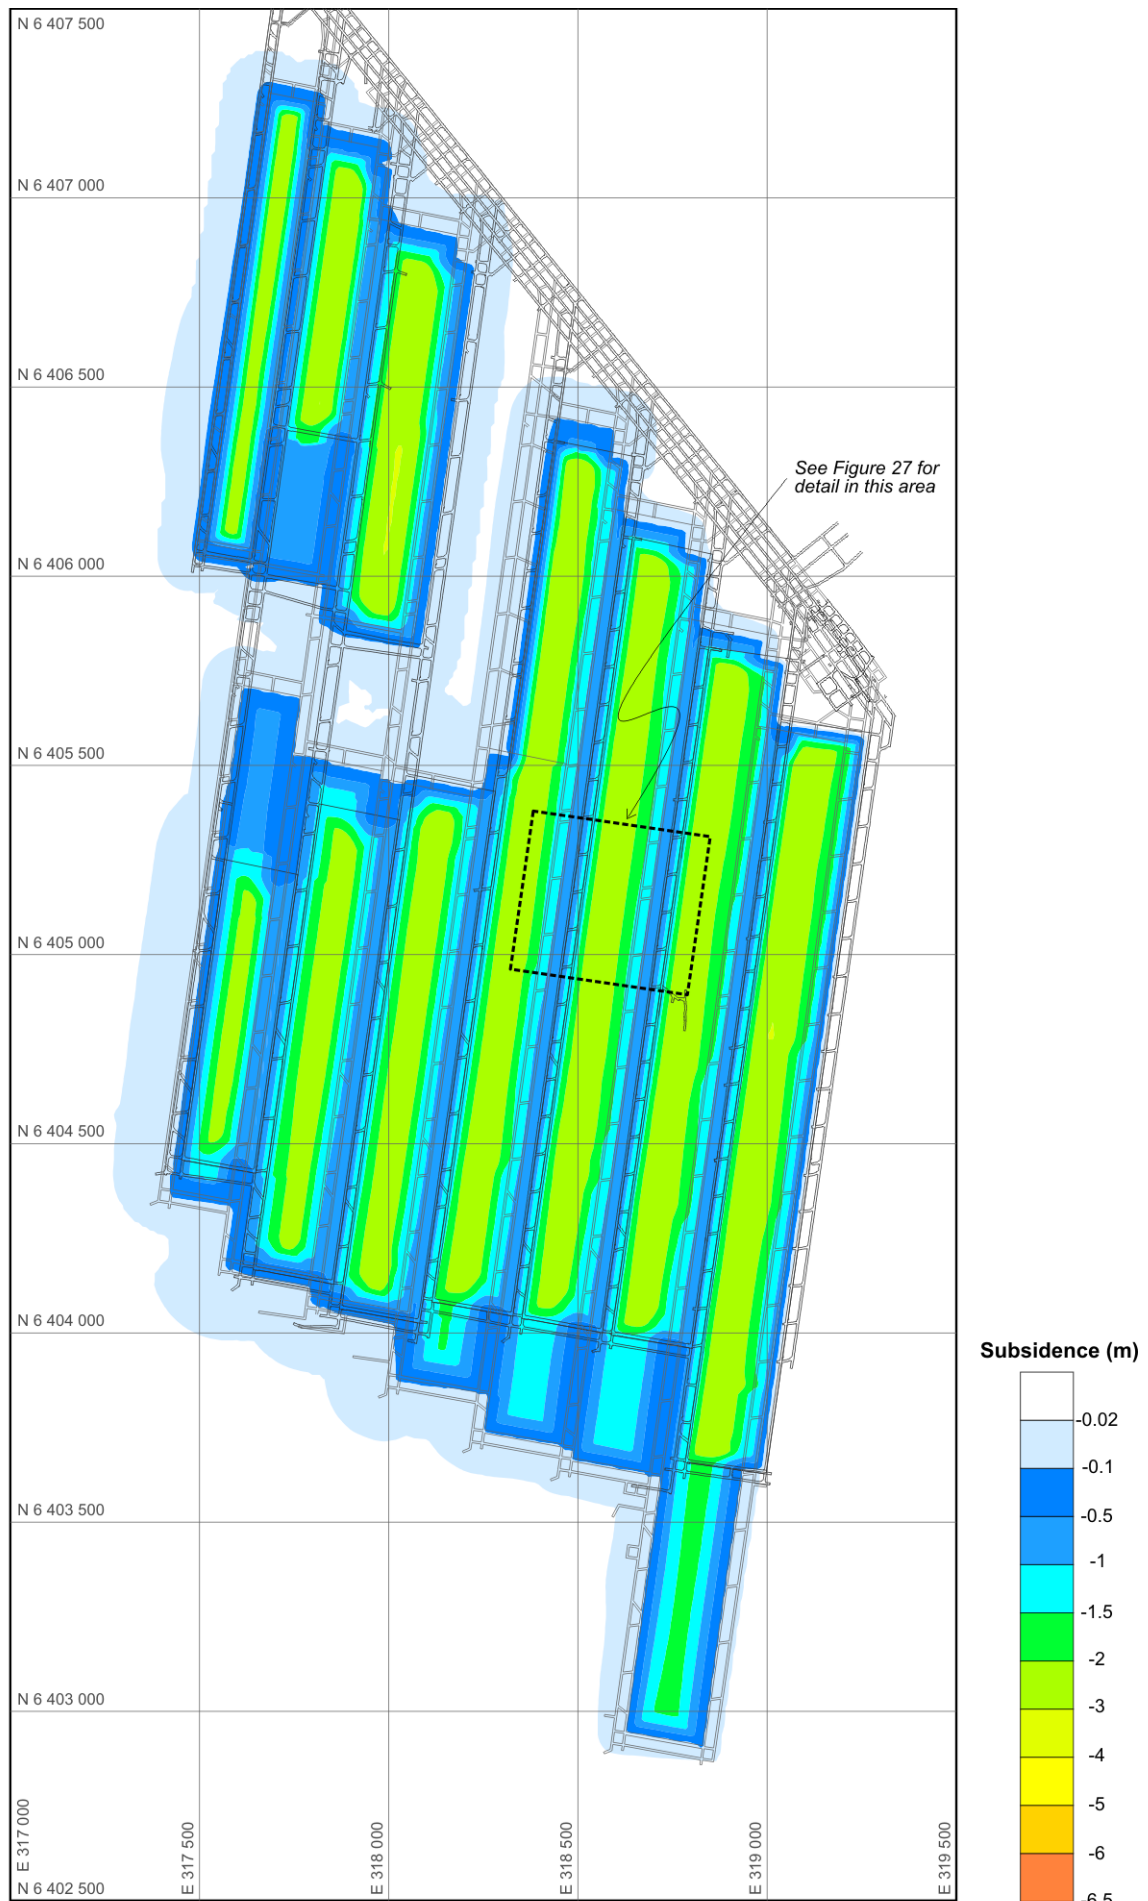 N 6 407 500
N 6 407 000
N 6 406 500
See Figure 27 for
detail in this area
N 6 406 000
N 6 405 500
N 6 405 000
N 6 404 500
N 6 404 000
N 6 403 500
N 6 403 000
N 6 402 500
E 317 000
E 317 500
E 318 000
E 318 500
E 319 000
E 319 500
Subsidence (m)
-0.02
-0.1
-0.5
-1
-1.5
-2
-3
-4
-5
-6
-6.5